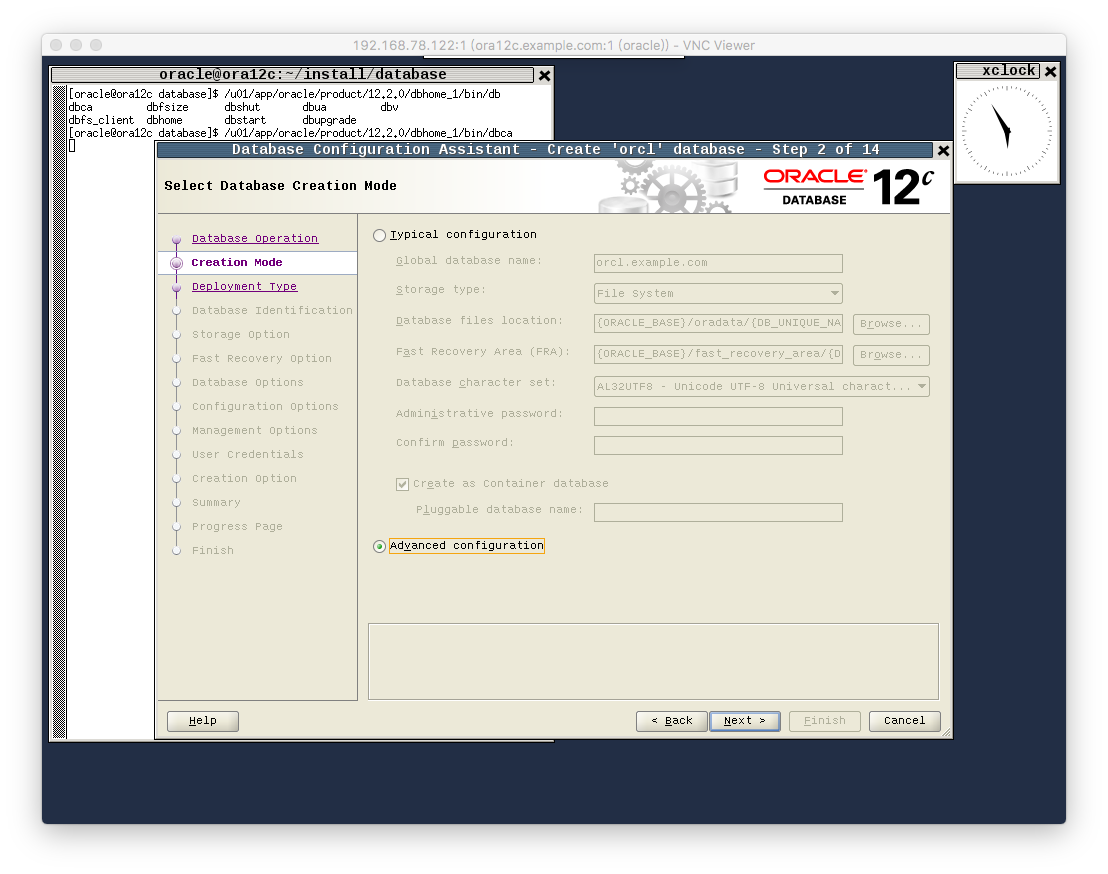 192.168.78.122:1 (ora12c.example.com:1 (oracle)) - VNC Viewer
oracle@ora12c:~/install/database
xclock
[oracle@ora12c database]$ /u01/app/oracle/product/12.2.0/dbhome_1/bin/db
dbca dbfsize dbshut dbua dbv
dbfs_client dbhome dbstart dbupgrade
[oracle@ora12c database]$ /u01/app/oracle/product/12.2.0/dbhome_1/bin/dbca
Database Configuration Assistant - Create 'orcl' database - Step 2 of 14
Select Database Creation Mode
ORACLE®
DATABASE
12c
Database Operation
Creation Mode
Deployment Type
Database Identification
Storage Option
Fast Recovery Option
Database Options
Configuration Options
Management Options
User Credentials
Creation Option
Summary
Progress Page
Finish
Typical configuration
Global database name: orcl.example.com
Storage type: File System
Database files location: {ORACLE_BASE}/oradata/{DB_UNIQUE_NA Browse...
Fast Recovery Area (FRA): {ORACLE_BASE}/fast_recovery_area/{D Browse...
Database character set: AL32UTF8 - Unicode UTF-8 Universal charact...
Administrative password:
Confirm password:
Create as Container database
Pluggable database name:
Advanced configuration
Help
< Back
Next >
Finish
Cancel